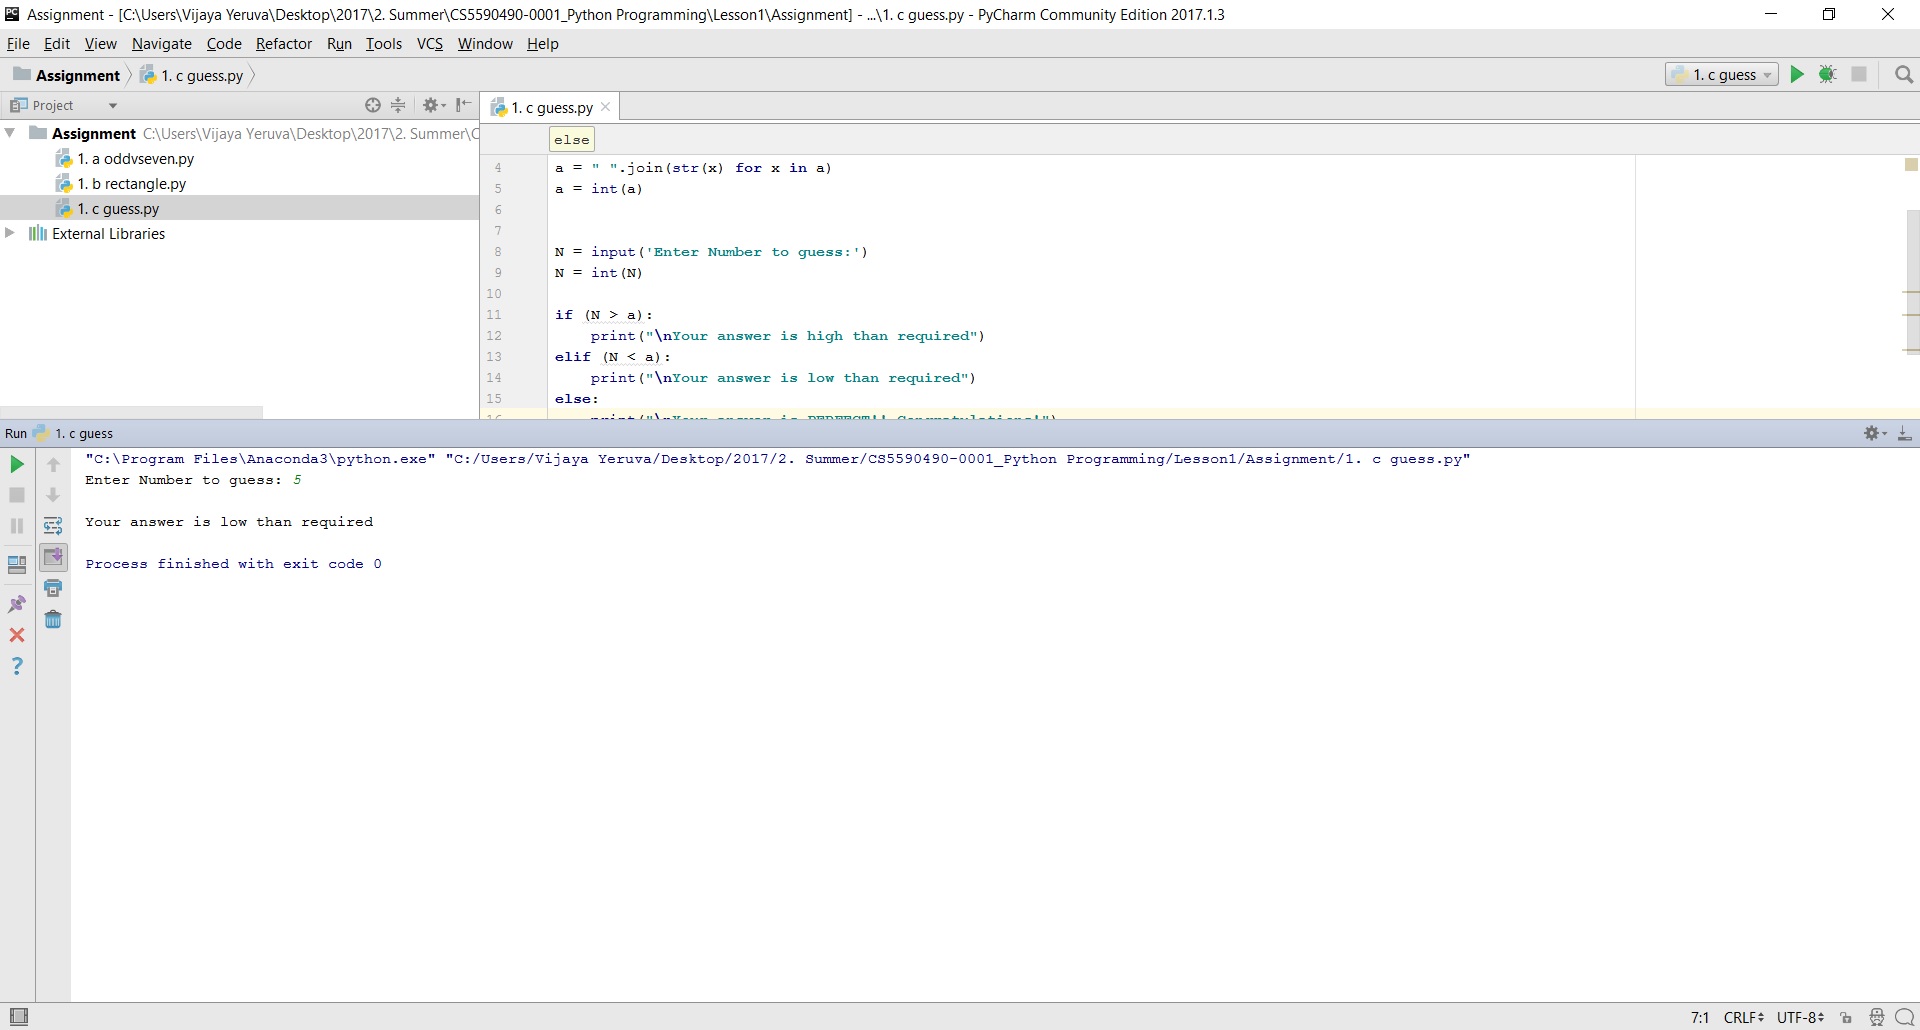 Assignment - [C:\Users\Vijaya Yeruva\Desktop\2017\2. Summer\CS5590490-0001_Python Programming\Lesson1\Assignment] - ...\1. c guess.py - PyCharm Community Edition 2017.1.3
File Edit View Navigate Code Refactor Run Tools VCS Window Help
Assignment 1. c guess.py 1. c guess
Project
1. c guess.py
Assignment C:\Users\Vijaya Yeruva\Desktop\2017\2. Summer\C
1. a oddvseven.py
1. b rectangle.py
1. c guess.py
External Libraries
else
4 a = " ".join(str(x) for x in a)
5 a = int(a)
6
7
8 N = input('Enter Number to guess:')
9 N = int(N)
10
11 if (N > a):
12 print("\nYour answer is high than required")
13 elif (N < a):
14 print("\nYour answer is low than required")
15 else:
16 print("\nYour answer is PERFECT!! Congratulations!")
Run 1. c guess
"C:\Program Files\Anaconda3\python.exe" "C:/Users/Vijaya Yeruva/Desktop/2017/2. Summer/CS5590490-0001_Python Programming/Lesson1/Assignment/1. c guess.py"
Enter Number to guess: 5
Your answer is low than required
Process finished with exit code 0
7:1 CRLF UTF-8